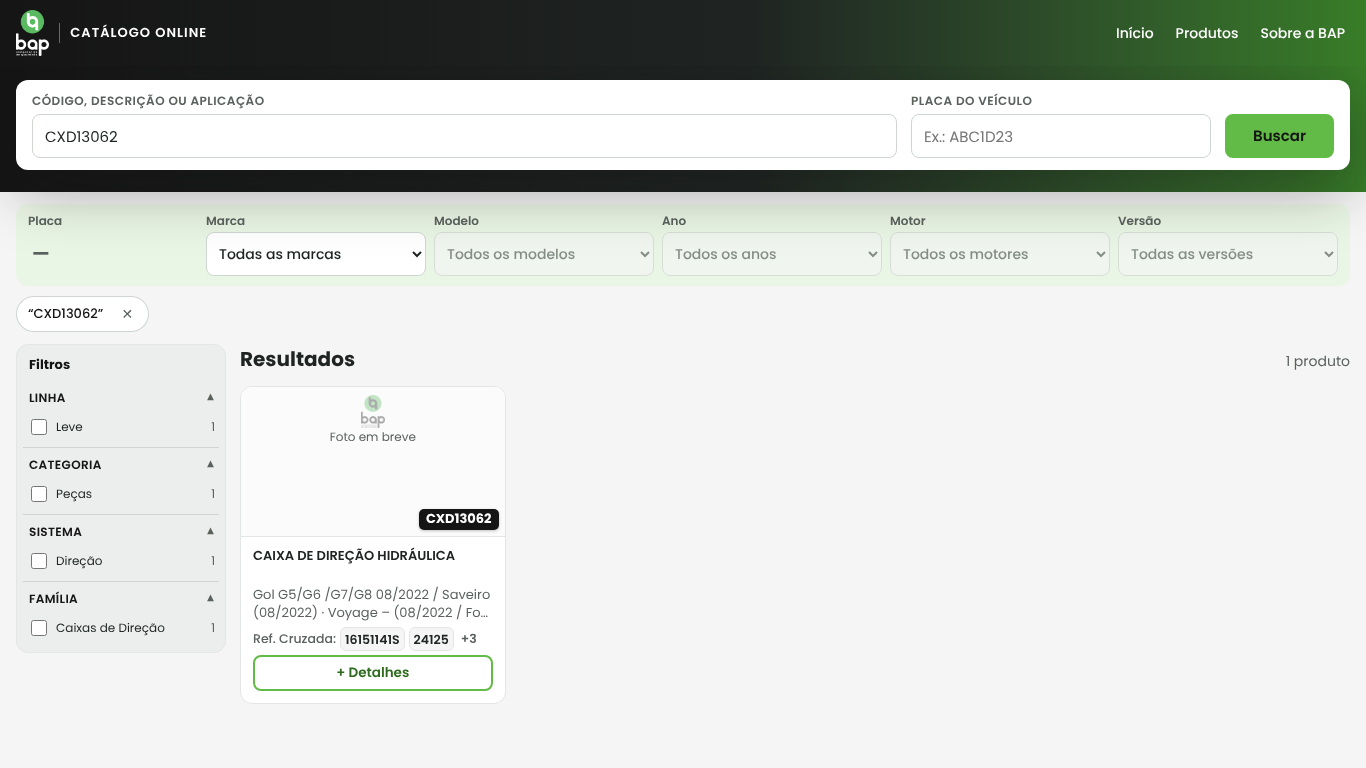 bap
CATÁLOGO ONLINE
Início
Produtos
Sobre a BAP
CÓDIGO, DESCRIÇÃO OU APLICAÇÃO
CXD13062
PLACA DO VEÍCULO
Ex.: ABC1D23
Buscar
Placa
—
Marca
Todas as marcas
Modelo
Todos os modelos
Ano
Todos os anos
Motor
Todos os motores
Versão
Todas as versões
“CXD13062” ✕
Filtros
LINHA ▲
Leve 1
CATEGORIA ▲
Peças 1
SISTEMA ▲
Direção 1
FAMÍLIA ▲
Caixas de Direção 1
Resultados
1 produto
bap
Foto em breve
CXD13062
CAIXA DE DIREÇÃO HIDRÁULICA
Gol G5/G6 /G7/G8 08/2022 / Saveiro
(08/2022) · Voyage – (08/2022 / Fo…
Ref. Cruzada: 16151141S 24125 +3
+ Detalhes